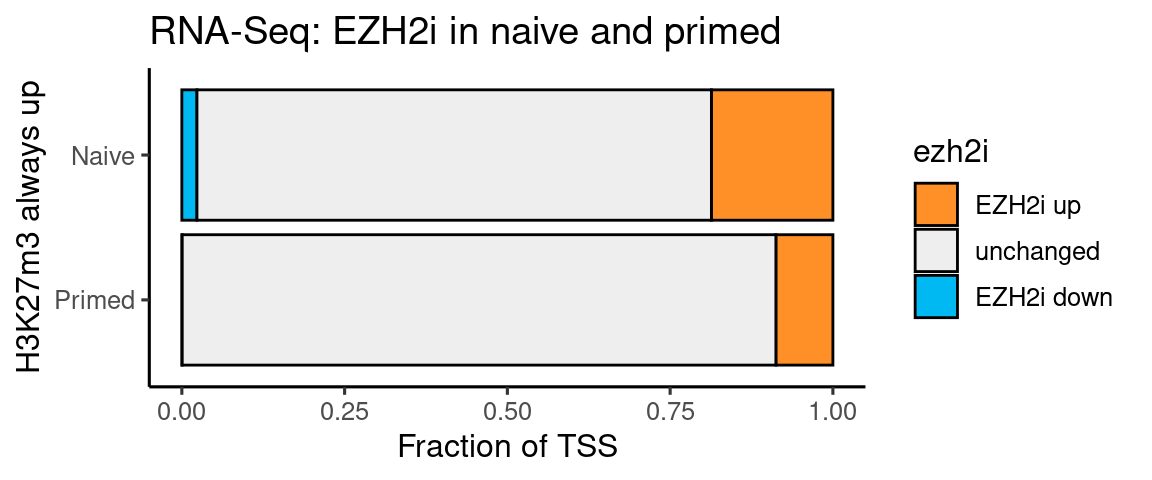 RNA-Seq: EZH2i in naive and primed
H3K27m3 always up
Naive
Primed
0.00 0.25 0.50 0.75 1.00
Fraction of TSS
ezh2i
EZH2i up
unchanged
EZH2i down